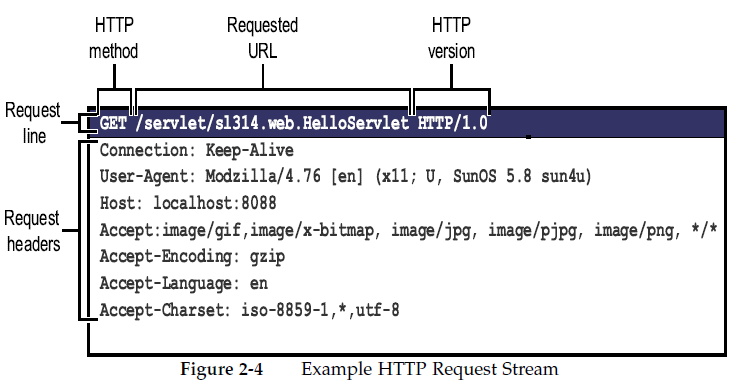 HTTP method
Requested URL
HTTP version
Request line
GET /servlet/sl314.web.HelloServlet HTTP/1.0
Request headers
Connection: Keep-Alive
User-Agent: Modzilla/4.76 [en] (x11; U, SunOS 5.8 sun4u)
Host: localhost:8088
Accept:image/gif,image/x-bitmap, image/jpg, image/pjpg, image/png, */*
Accept-Encoding: gzip
Accept-Language: en
Accept-Charset: iso-8859-1,*,utf-8
Figure 2-4 Example HTTP Request Stream